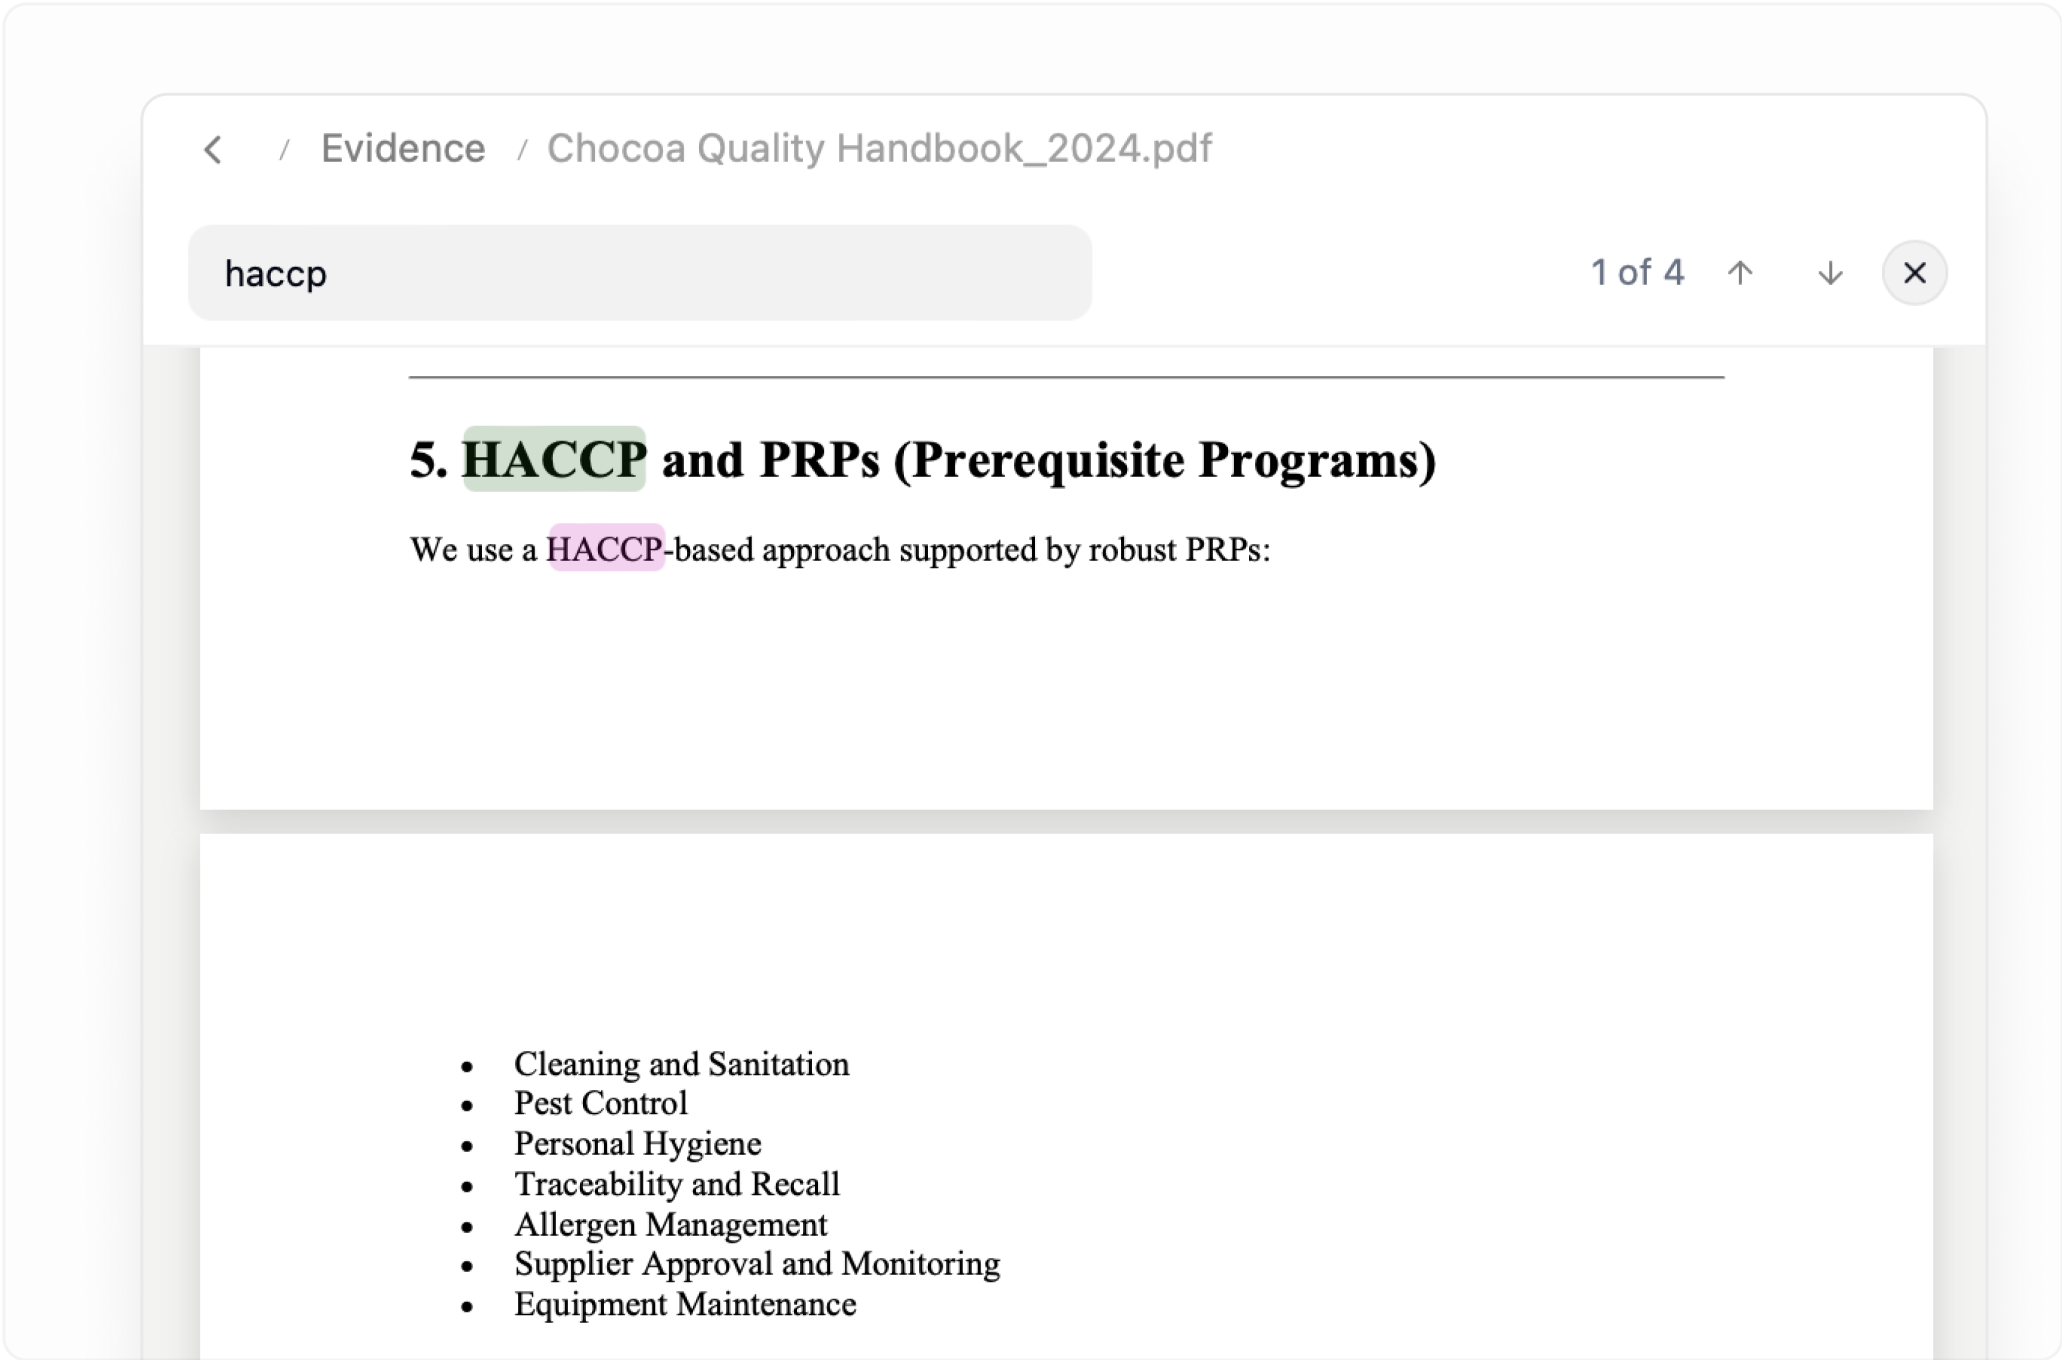 / Evidence / Chocoa Quality Handbook_2024.pdf
haccp
1 of 4
5. HACCP and PRPs (Prerequisite Programs)
We use a HACCP-based approach supported by robust PRPs:
• Cleaning and Sanitation
• Pest Control
• Personal Hygiene
• Traceability and Recall
• Allergen Management
• Supplier Approval and Monitoring
• Equipment Maintenance